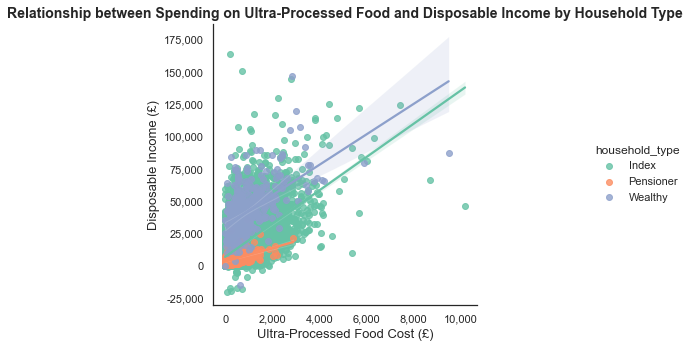 Relationship between Spending on Ultra-Processed Food and Disposable Income by Household Type
175,000
150,000
125,000
100,000
75,000
50,000
25,000
0
-25,000
Disposable Income (£)
0
2,000
4,000
6,000
8,000
10,000
Ultra-Processed Food Cost (£)
household_type
Index
Pensioner
Wealthy